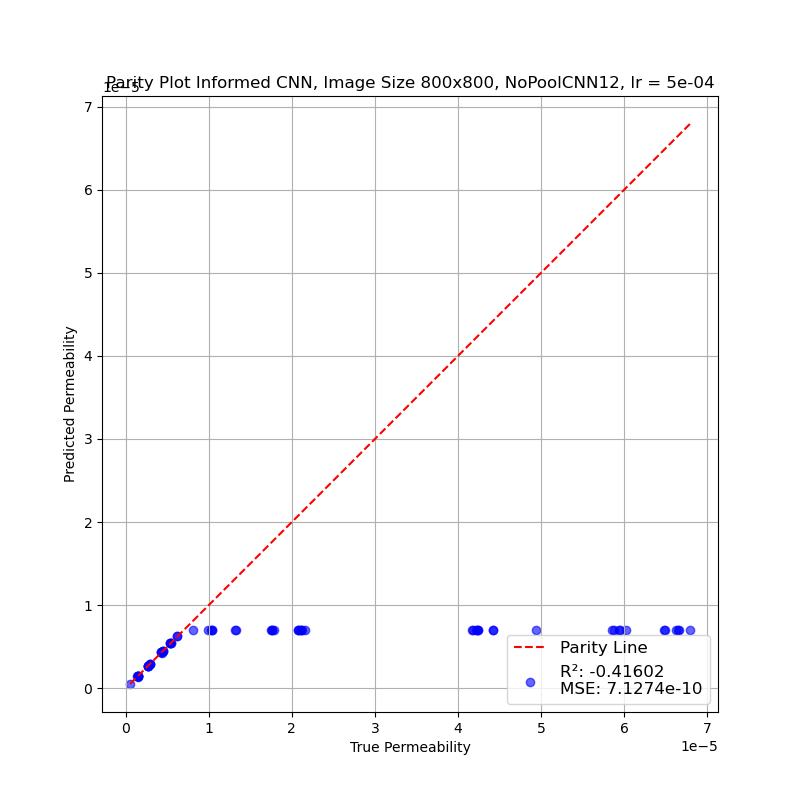 Parity Plot Informed CNN, Image Size 800x800, NoPoolCNN12, lr = 5e-04
1e−5
7
6
5
4
3
2
1
0
Predicted Permeability
Parity Line
R²: -0.41602
MSE: 7.1274e-10
0 1 2 3 4 5 6 7
True Permeability
1e−5